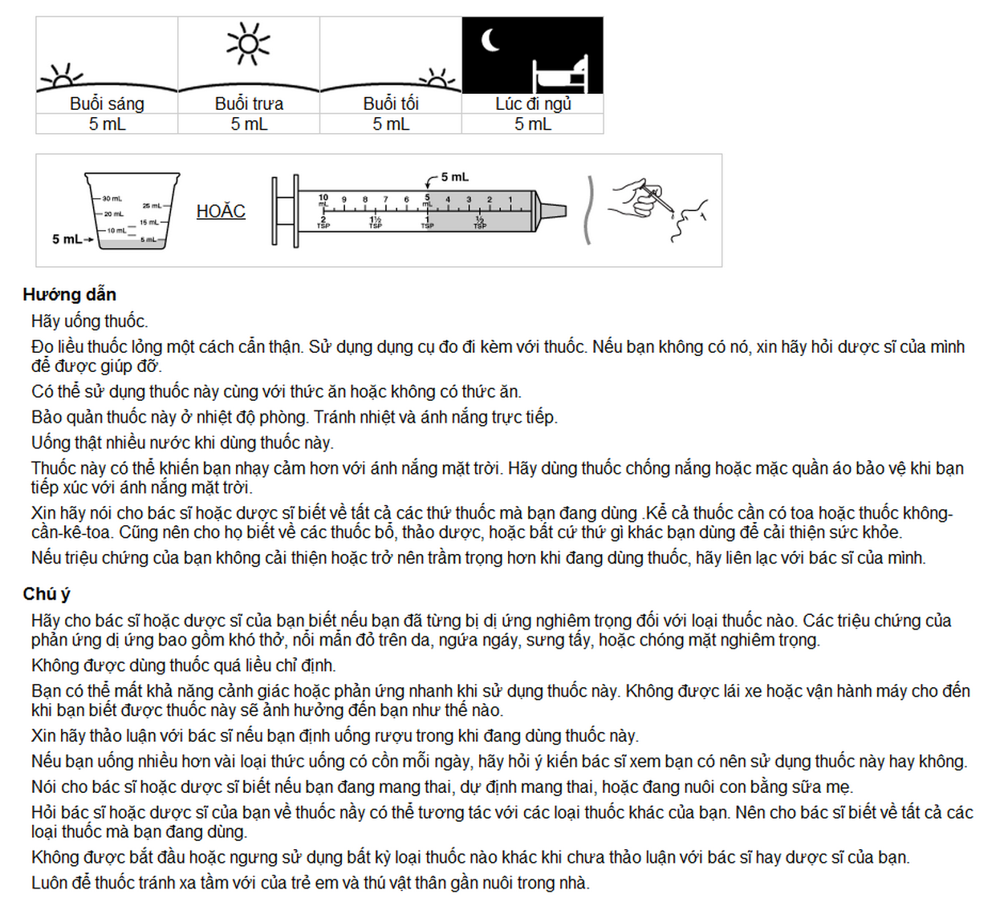 Buổi sáng Buổi trưa Buổi tối Lúc đi ngủ
5 mL 5 mL 5 mL 5 mL
5 mL
30 mL
25 mL
20 mL
15 mL
10 mL
5 mL
5 mL
HOẶC
10 9 8 7 6 5 4 3 2 1
mL mL
2 1½ 1 ½
TSP TSP TSP TSP
Hướng dẫn
Hãy uống thuốc.
Đo liều thuốc lỏng một cách cẩn thận. Sử dụng dụng cụ đo đi kèm với thuốc. Nếu bạn không có nó, xin hãy hỏi dược sĩ của mình
để được giúp đỡ.
Có thể sử dụng thuốc này cùng với thức ăn hoặc không có thức ăn.
Bảo quản thuốc này ở nhiệt độ phòng. Tránh nhiệt và ánh nắng trực tiếp.
Uống thật nhiều nước khi dùng thuốc này.
Thuốc này có thể khiến bạn nhạy cảm hơn với ánh nắng mặt trời. Hãy dùng thuốc chống nắng hoặc mặc quần áo bảo vệ khi bạn
tiếp xúc với ánh nắng mặt trời.
Xin hãy nói cho bác sĩ hoặc dược sĩ biết về tất cả các thứ thuốc mà bạn đang dùng .Kể cả thuốc cần có toa hoặc thuốc không-
cần-kê-toa. Cũng nên cho họ biết về các thuốc bổ, thảo dược, hoặc bất cứ thứ gì khác bạn dùng để cải thiện sức khỏe.
Nếu triệu chứng của bạn không cải thiện hoặc trở nên trầm trọng hơn khi đang dùng thuốc, hãy liên lạc với bác sĩ của mình.
Chú ý
Hãy cho bác sĩ hoặc dược sĩ của bạn biết nếu bạn đã từng bị dị ứng nghiêm trọng đối với loại thuốc nào. Các triệu chứng của
phản ứng dị ứng bao gồm khó thở, nổi mẩn đỏ trên da, ngứa ngáy, sưng tấy, hoặc chóng mặt nghiêm trọng.
Không được dùng thuốc quá liều chỉ định.
Bạn có thể mất khả năng cảnh giác hoặc phản ứng nhanh khi sử dụng thuốc này. Không được lái xe hoặc vận hành máy cho đến
khi bạn biết được thuốc này sẽ ảnh hưởng đến bạn như thế nào.
Xin hãy thảo luận với bác sĩ nếu bạn định uống rượu trong khi đang dùng thuốc này.
Nếu bạn uống nhiều hơn vài loại thức uống có cồn mỗi ngày, hãy hỏi ý kiến bác sĩ xem bạn có nên sử dụng thuốc này hay không.
Nói cho bác sĩ hoặc dược sĩ biết nếu bạn đang mang thai, dự định mang thai, hoặc đang nuôi con bằng sữa mẹ.
Hỏi bác sĩ hoặc dược sĩ của bạn về thuốc nầy có thể tương tác với các loại thuốc khác của bạn. Nên cho bác sĩ biết về tất cả các
loại thuốc mà bạn đang dùng.
Không được bắt đầu hoặc ngưng sử dụng bất kỳ loại thuốc nào khác khi chưa thảo luận với bác sĩ hay dược sĩ của bạn.
Luôn để thuốc tránh xa tầm với của trẻ em và thú vật thân gần nuôi trong nhà.